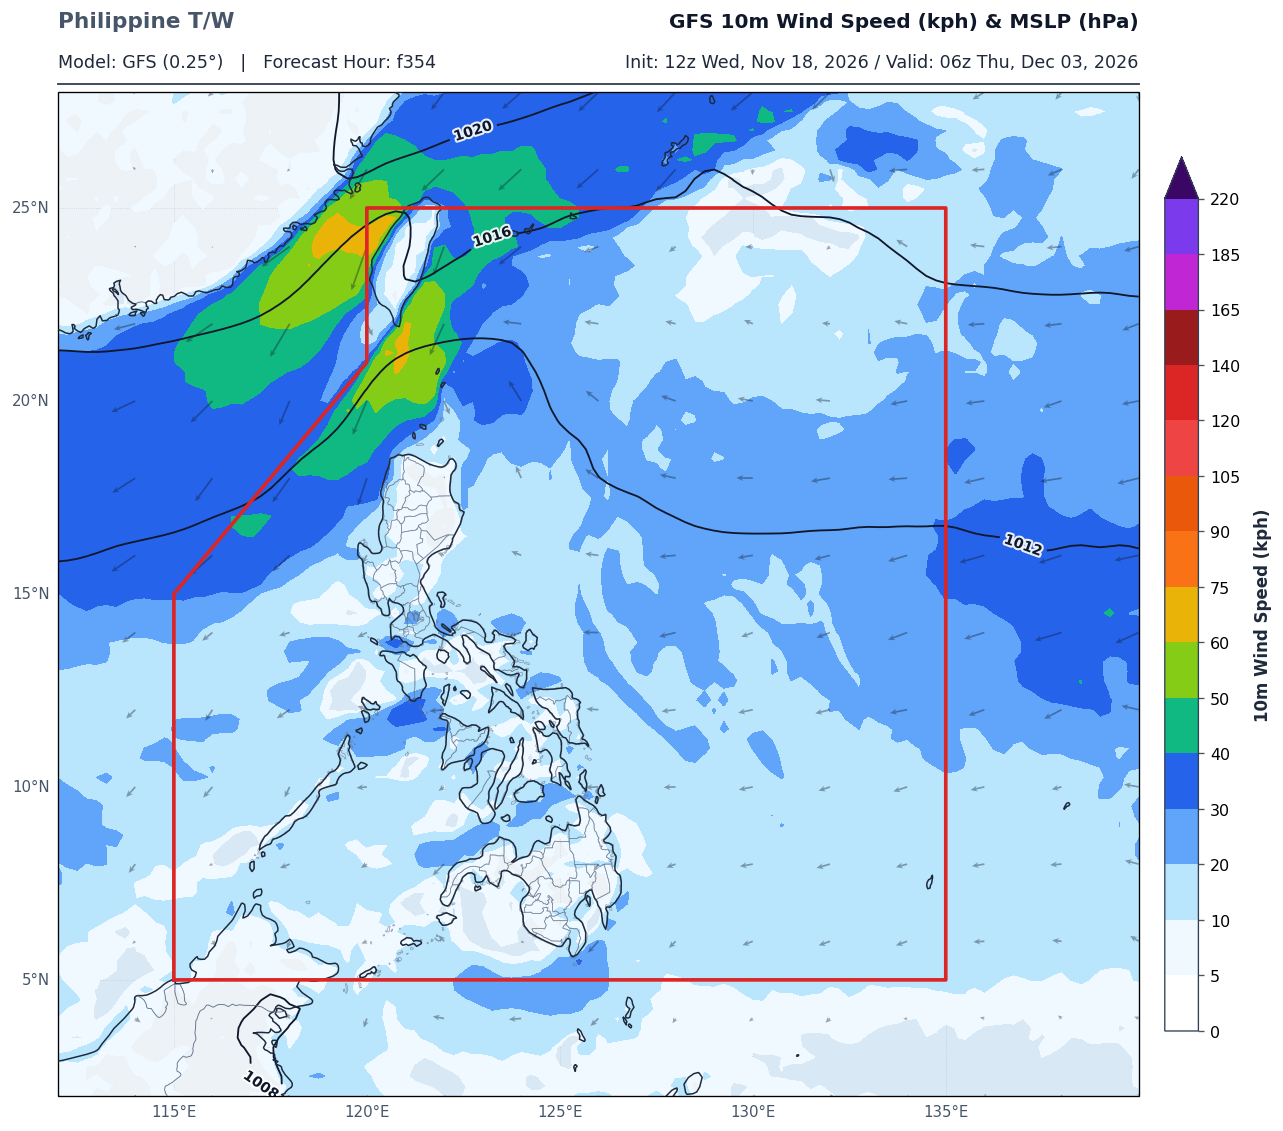 Philippine T/W
GFS 10m Wind Speed (kph) & MSLP (hPa)
Model: GFS (0.25°)   |   Forecast Hour: f354
Init: 12z Wed, Nov 18, 2026 / Valid: 06z Thu, Dec 03, 2026
1020
1016
1012
1008
25°N
20°N
15°N
10°N
5°N
115°E
120°E
125°E
130°E
135°E
220
185
165
140
120
105
90
75
60
50
40
30
20
10
5
0
10m Wind Speed (kph)